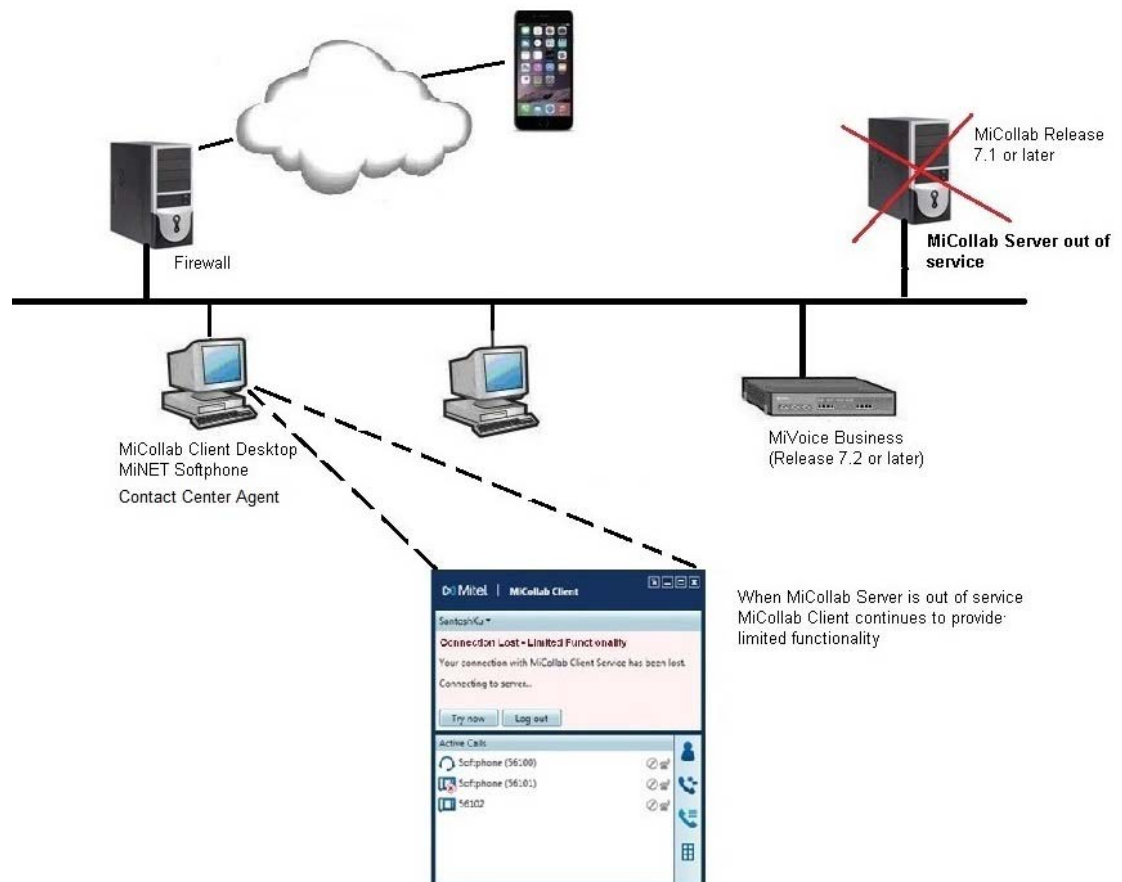 MiCollab Release
7.1 or later
MiCollab Server out of
service
Firewall
MiCollab Client Desktop
MiNET Softphone
Contact Center Agent
MiVoice Business
(Release 7.2 or later)
Mitel | MiCollab Client
SantoshKu
Connection Lost - Limited Functionality
Your connection with MiCollab Client Service has been lost.
Connecting to server...
Try now Log out
Active Calls
Softphone (56100)
Softphone (56101)
56102
When MiCollab Server is out of service
MiCollab Client continues to provide
limited functionality